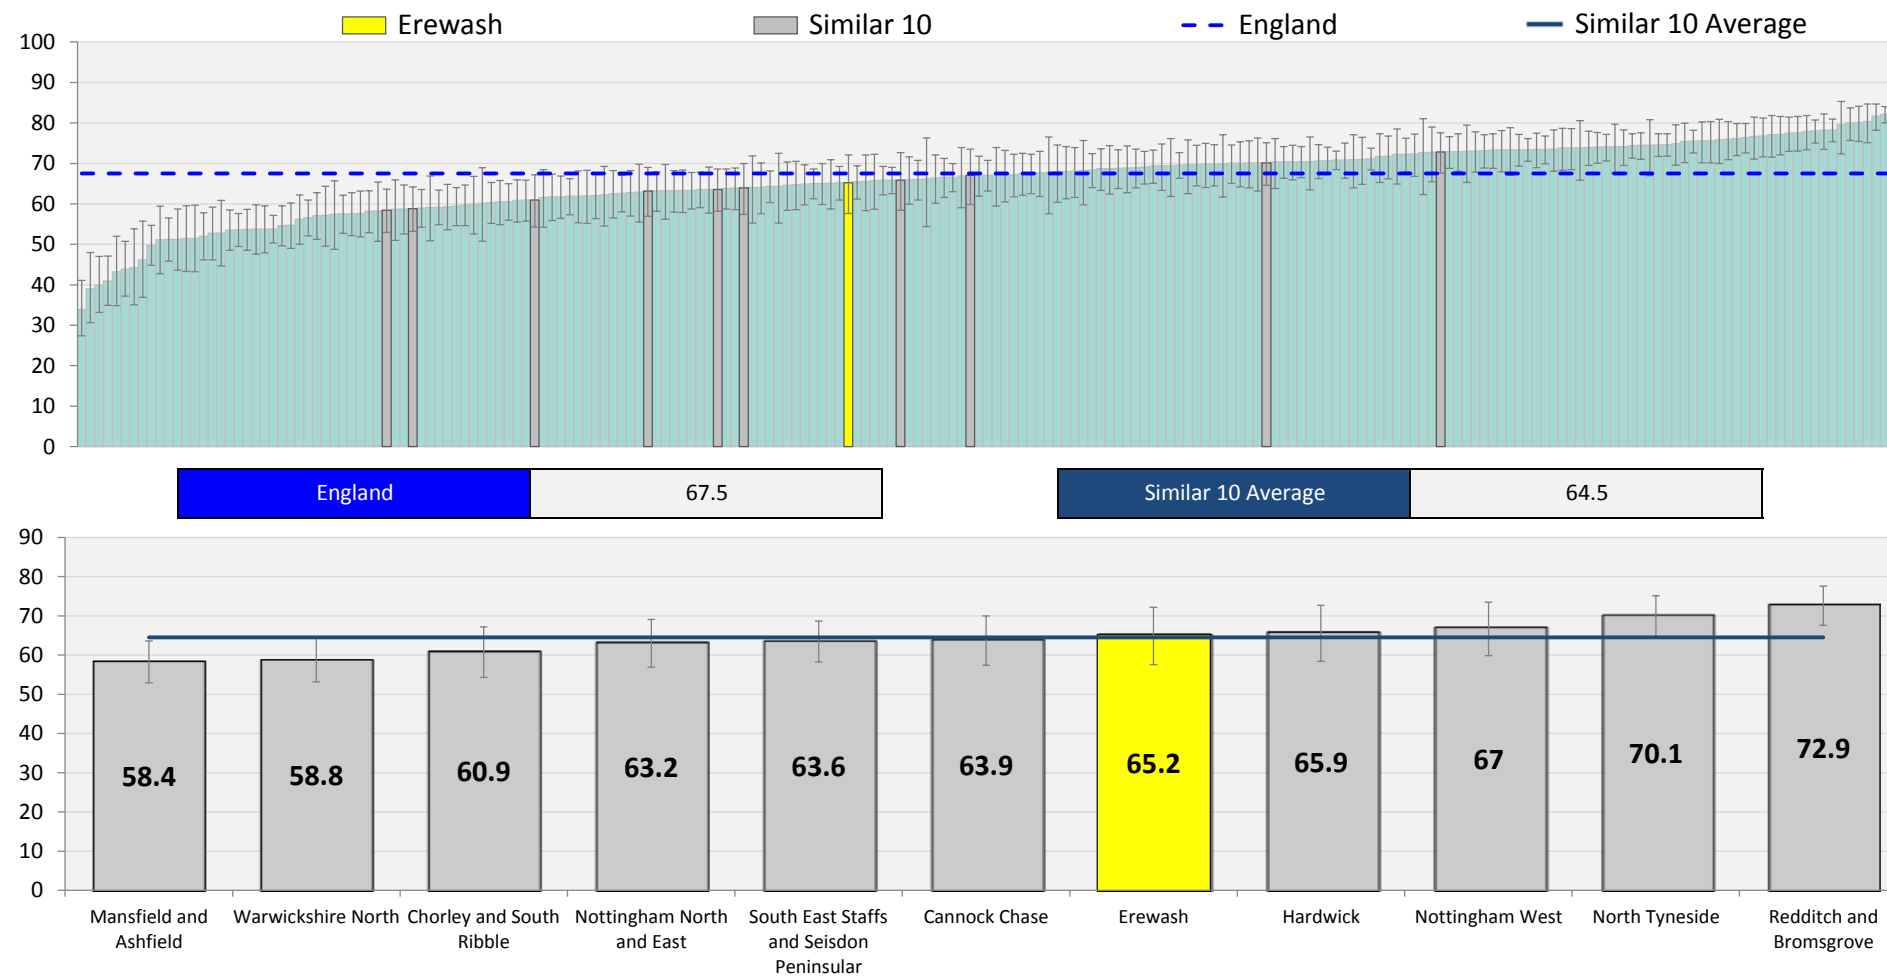 Erewash
Similar 10
England
Similar 10 Average
100
90
80
70
60
50
40
30
20
10
0
England
67.5
Similar 10 Average
64.5
90
80
70
60
50
40
30
20
10
0
58.4
58.8
60.9
63.2
63.6
63.9
65.2
65.9
67
70.1
72.9
Mansfield and
Ashfield
Warwickshire North
Chorley and South
Ribble
Nottingham North
and East
South East Staffs
and Seisdon
Peninsular
Cannock Chase
Erewash
Hardwick
Nottingham West
North Tyneside
Redditch and
Bromsgrove